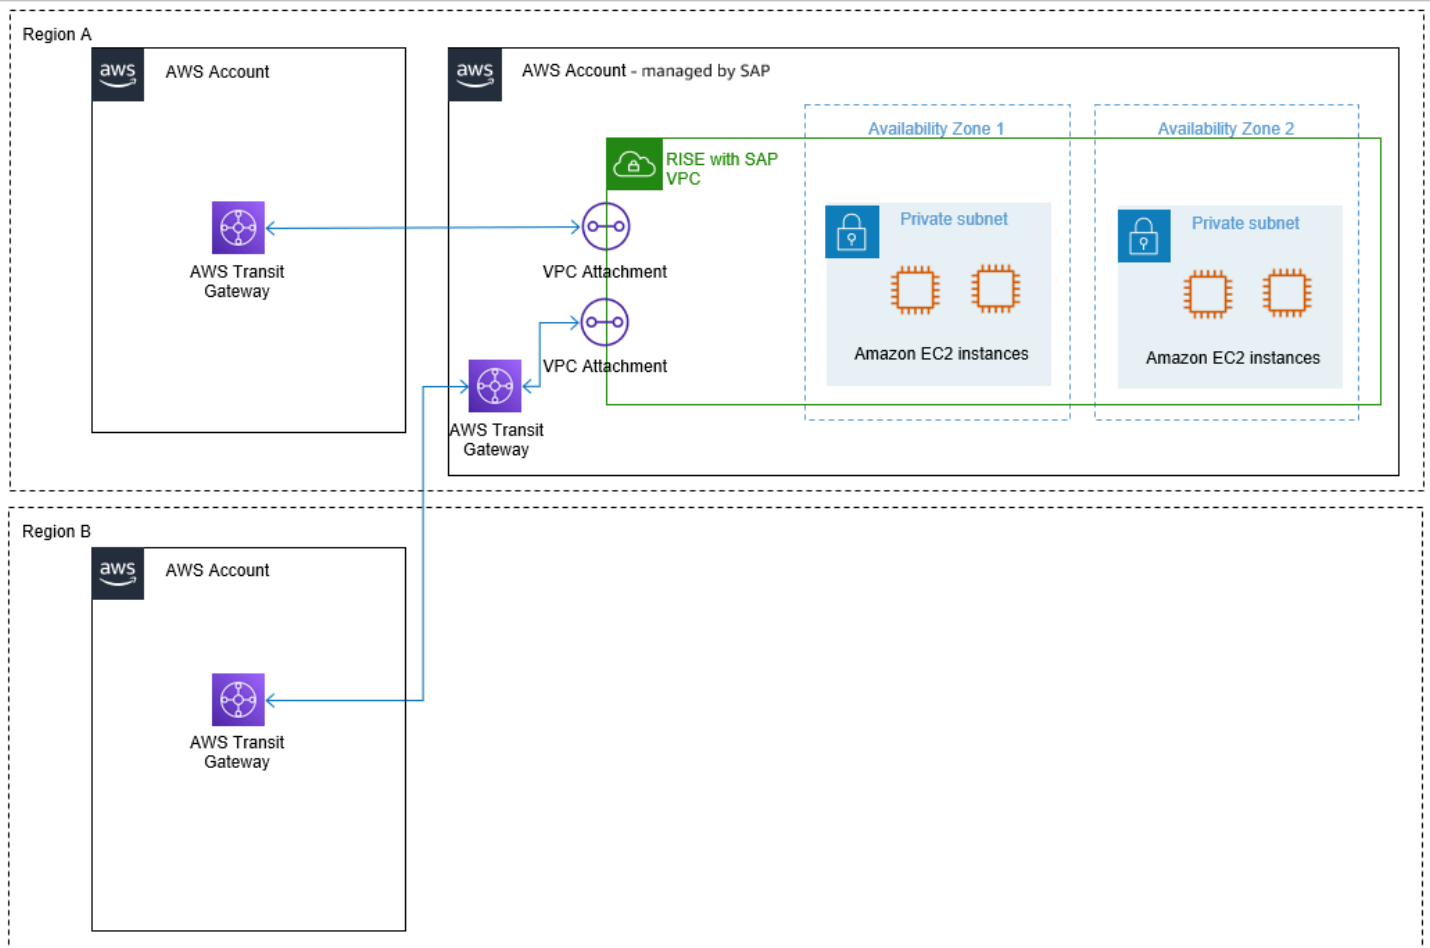 Region A
aws
AWS Account
aws
AWS Account - managed by SAP
Availability Zone 1
Availability Zone 2
RISE with SAP
VPC
Private subnet
Private subnet
AWS Transit
Gateway
VPC Attachment
VPC Attachment
Amazon EC2 instances
Amazon EC2 instances
AWS Transit
Gateway
Region B
aws
AWS Account
AWS Transit
Gateway